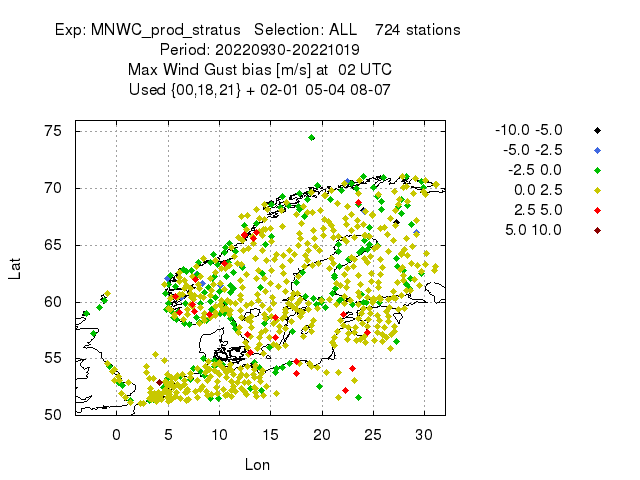 Exp: MNWC_prod_stratus   Selection: ALL    724 stations
Period: 20220930-20221019
Max Wind Gust bias [m/s] at  02 UTC
Used {00,18,21} + 02-01 05-04 08-07
-10.0 -5.0
-5.0 -2.5
-2.5 0.0
0.0 2.5
2.5 5.0
5.0 10.0
75
70
65
60
55
50
Lat
0 5 10 15 20 25 30
Lon